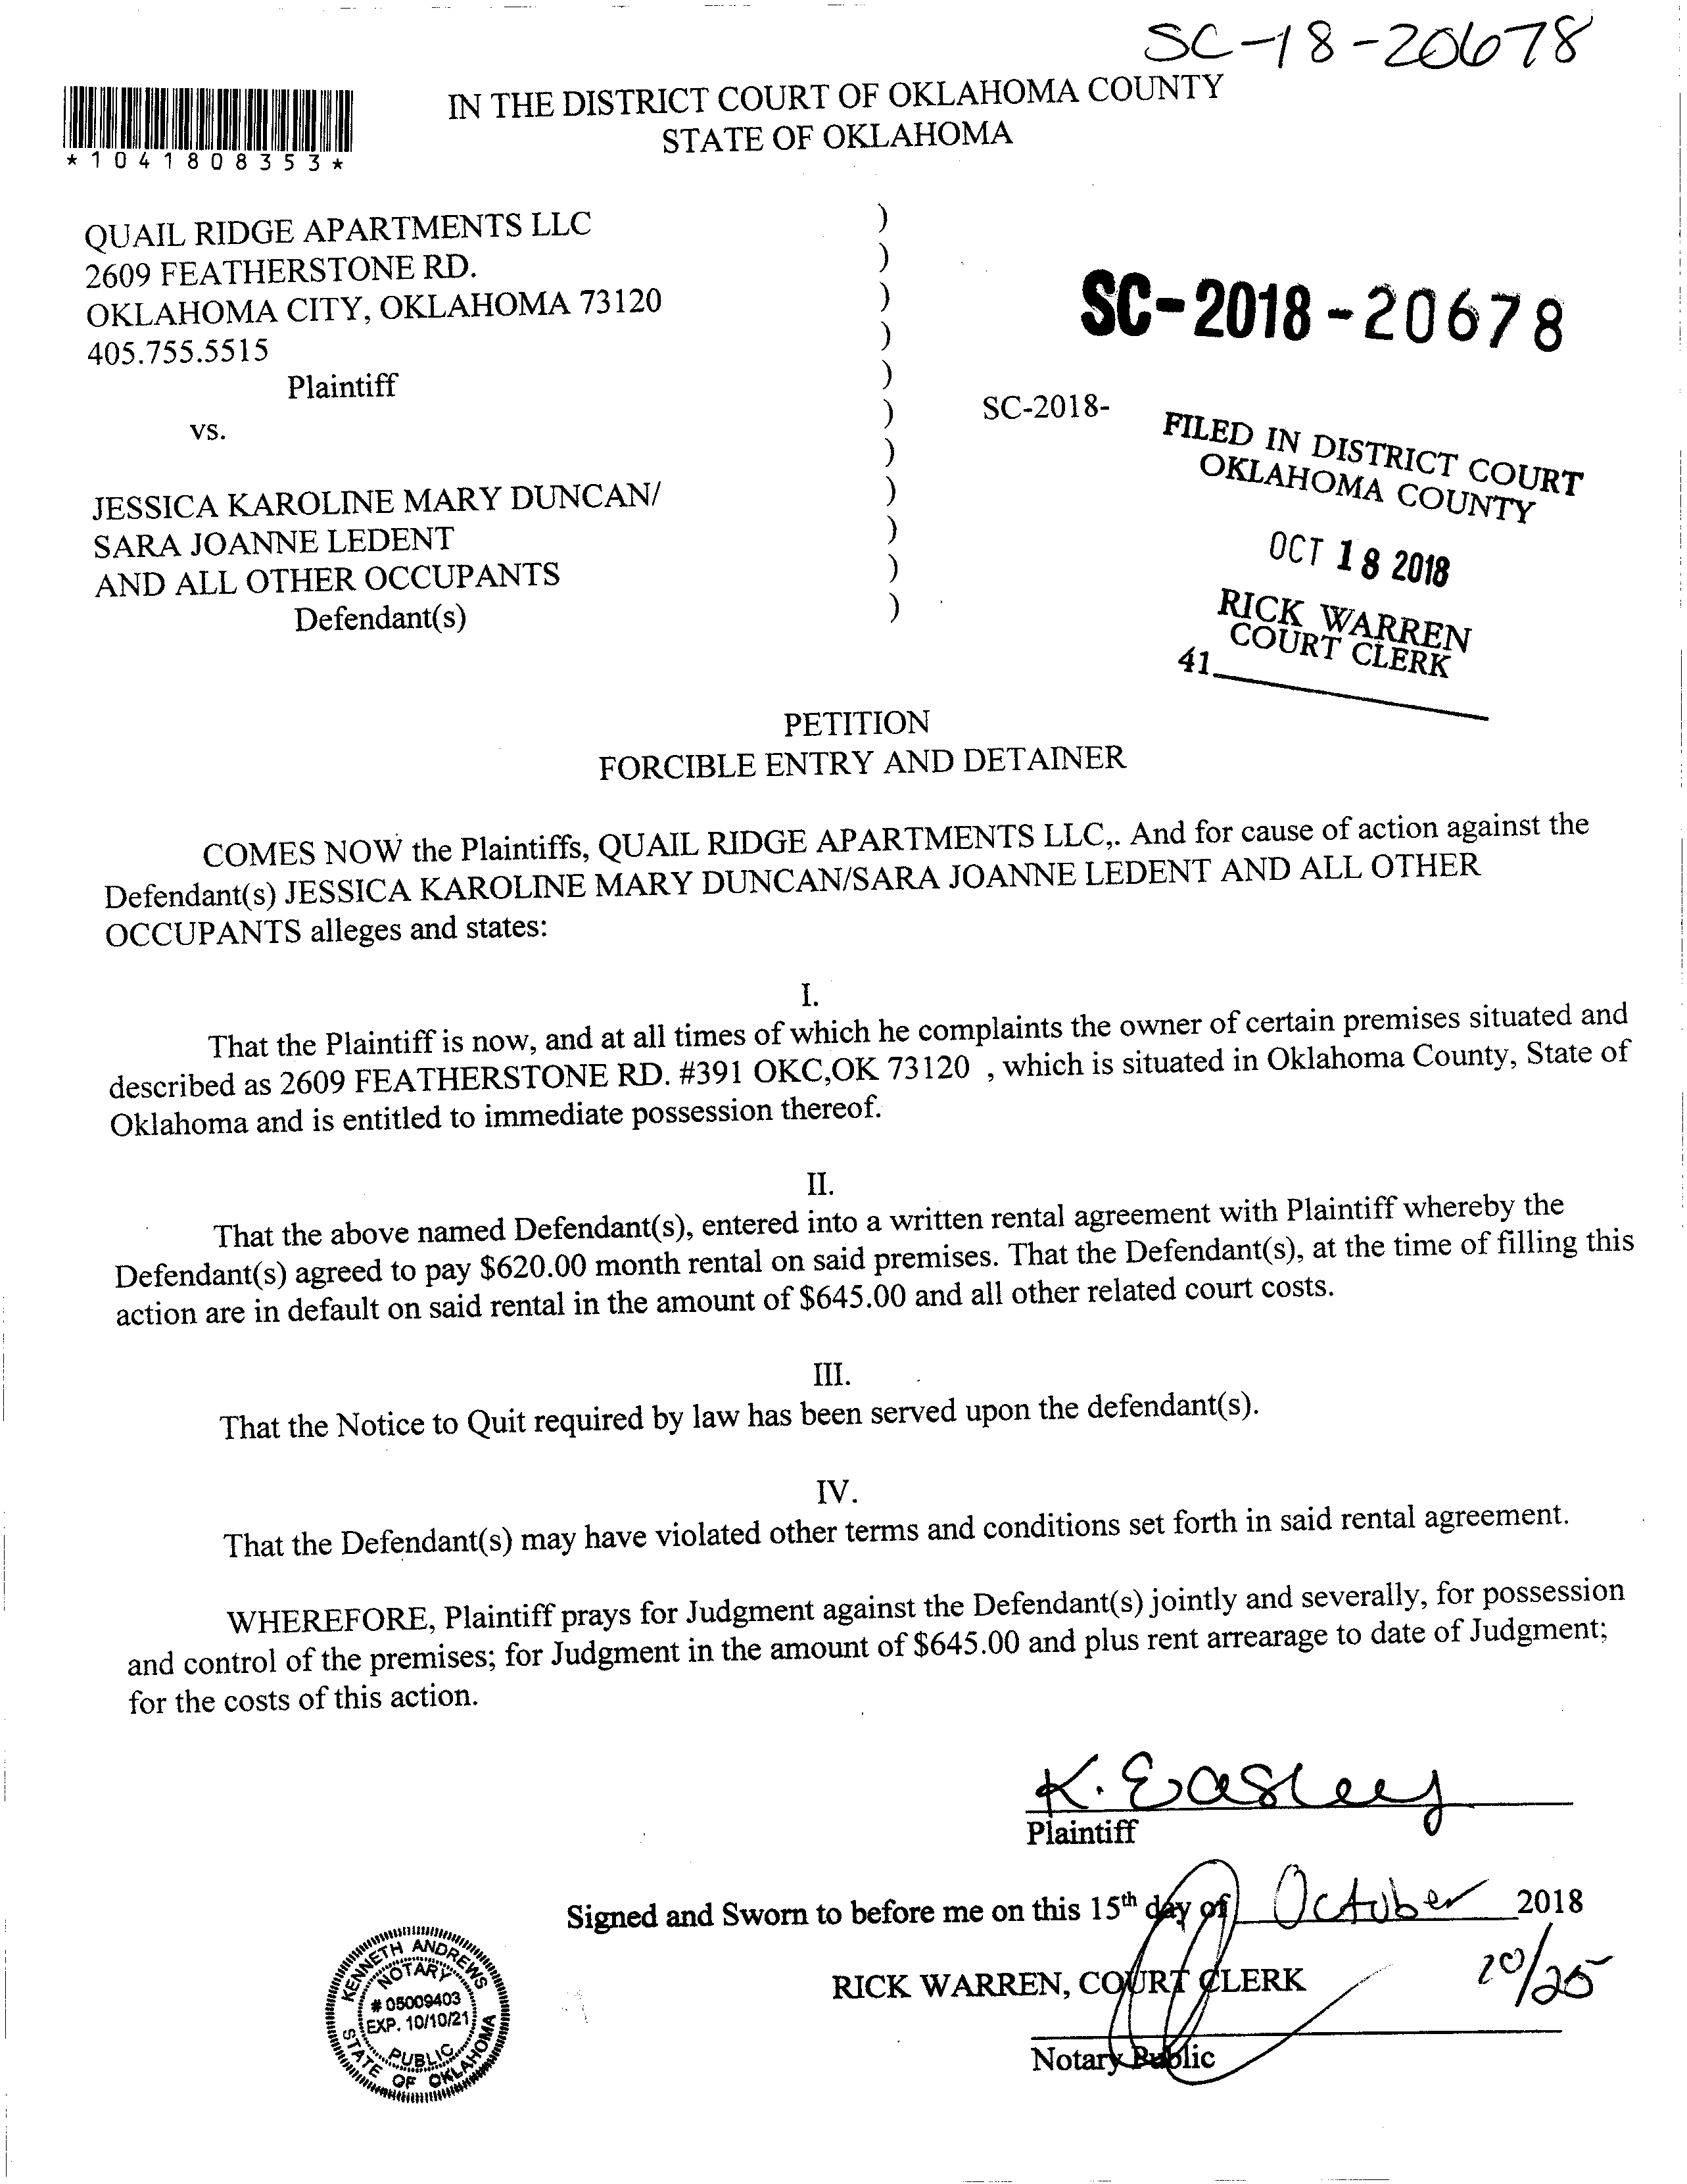 SC-18-20678
IN THE DISTRICT COURT OF OKLAHOMA COUNTY
STATE OF OKLAHOMA
*1041808353*
QUAIL RIDGE APARTMENTS LLC )
2609 FEATHERSTONE RD. )
OKLAHOMA CITY, OKLAHOMA 73120 )
405.755.5515 )
Plaintiff )
vs. )
)
JESSICA KAROLINE MARY DUNCAN/ )
SARA JOANNE LEDENT )
AND ALL OTHER OCCUPANTS )
Defendant(s) )
SC-2018-20678
SC-2018-
FILED IN DISTRICT COURT
OKLAHOMA COUNTY
OCT 18 2018
RICK WARREN
COURT CLERK
41
PETITION
FORCIBLE ENTRY AND DETAINER
COMES NOW the Plaintiffs, QUAIL RIDGE APARTMENTS LLC,. And for cause of action against the
Defendant(s) JESSICA KAROLINE MARY DUNCAN/SARA JOANNE LEDENT AND ALL OTHER
OCCUPANTS alleges and states:
I.
That the Plaintiff is now, and at all times of which he complaints the owner of certain premises situated and
described as 2609 FEATHERSTONE RD. #391 OKC,OK 73120 , which is situated in Oklahoma County, State of
Oklahoma and is entitled to immediate possession thereof.
II.
That the above named Defendant(s), entered into a written rental agreement with Plaintiff whereby the
Defendant(s) agreed to pay $620.00 month rental on said premises. That the Defendant(s), at the time of filling this
action are in default on said rental in the amount of $645.00 and all other related court costs.
III.
That the Notice to Quit required by law has been served upon the defendant(s).
IV.
That the Defendant(s) may have violated other terms and conditions set forth in said rental agreement.
WHEREFORE, Plaintiff prays for Judgment against the Defendant(s) jointly and severally, for possession
and control of the premises; for Judgment in the amount of $645.00 and plus rent arrearage to date of Judgment;
for the costs of this action.
K. Easley
Plaintiff
Signed and Sworn to before me on this 15th day of October 2018
RICK WARREN, COURT CLERK
20/25
Notary Public
KENNETH ANDREWS
NOTARY
# 05009403
EXP. 10/10/21
PUBLIC
STATE OF OKLAHOMA